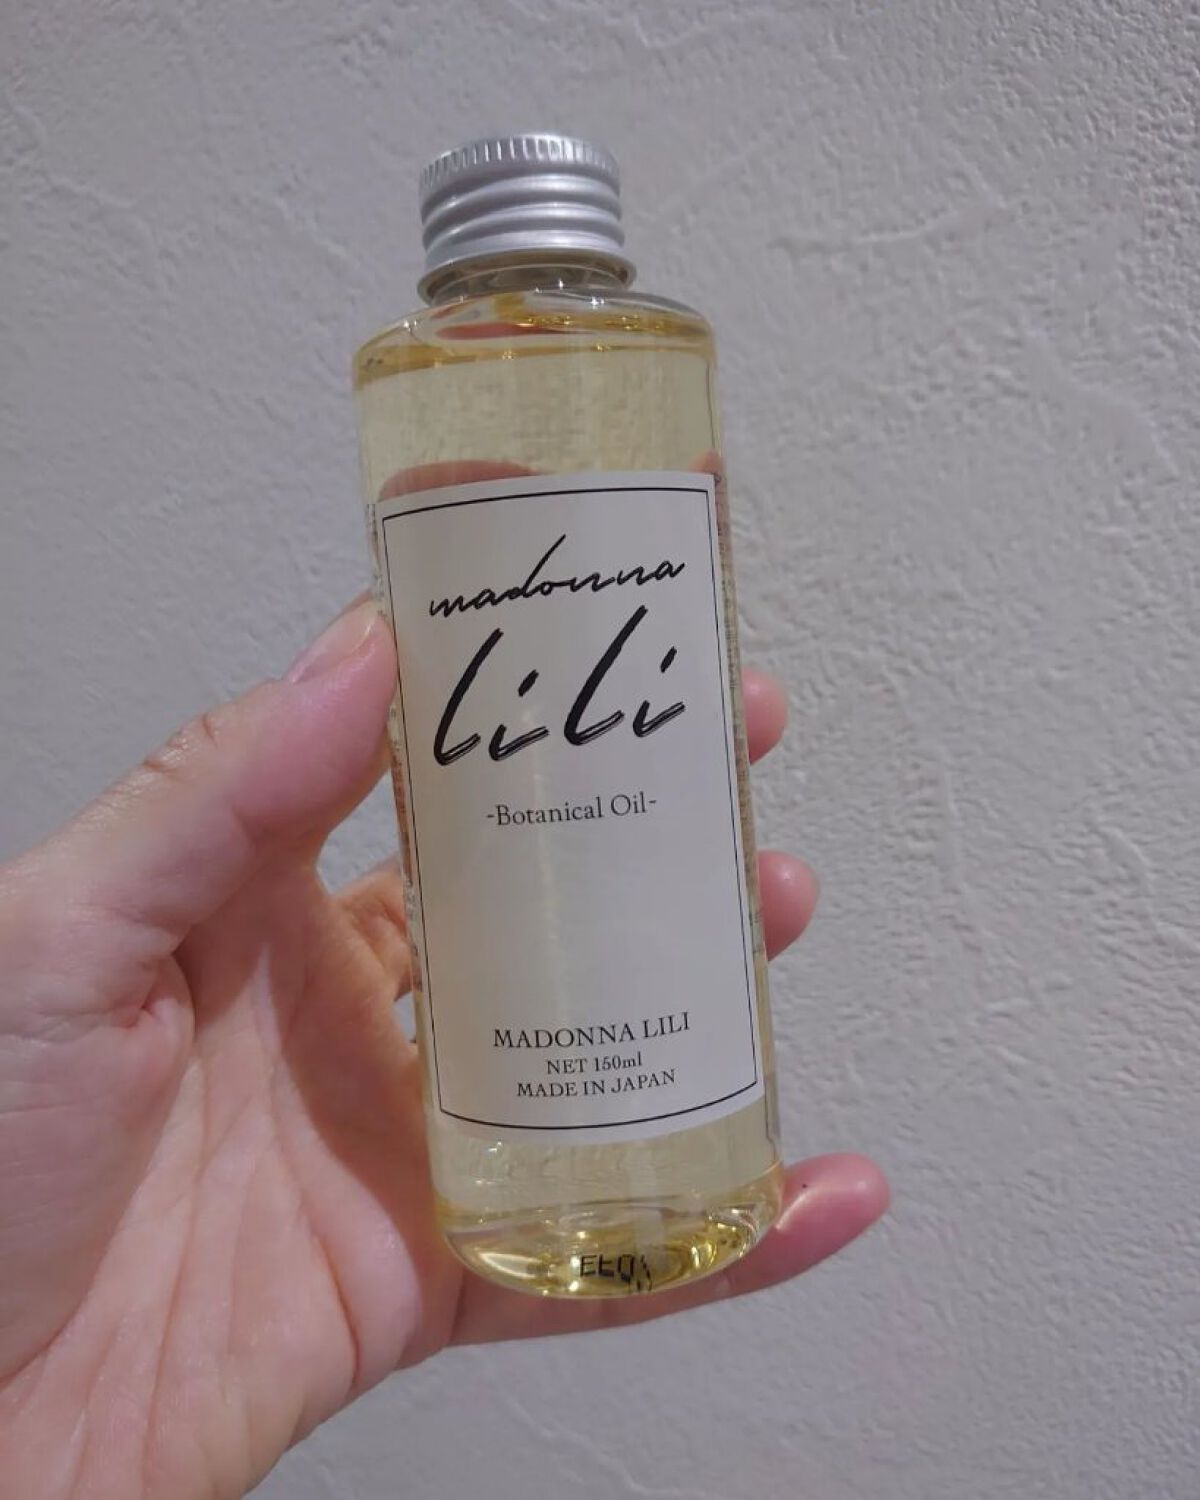 madonna
LiLi
-Botanical Oil-
MADONNA LILI
NET 150ml
MADE IN JAPAN